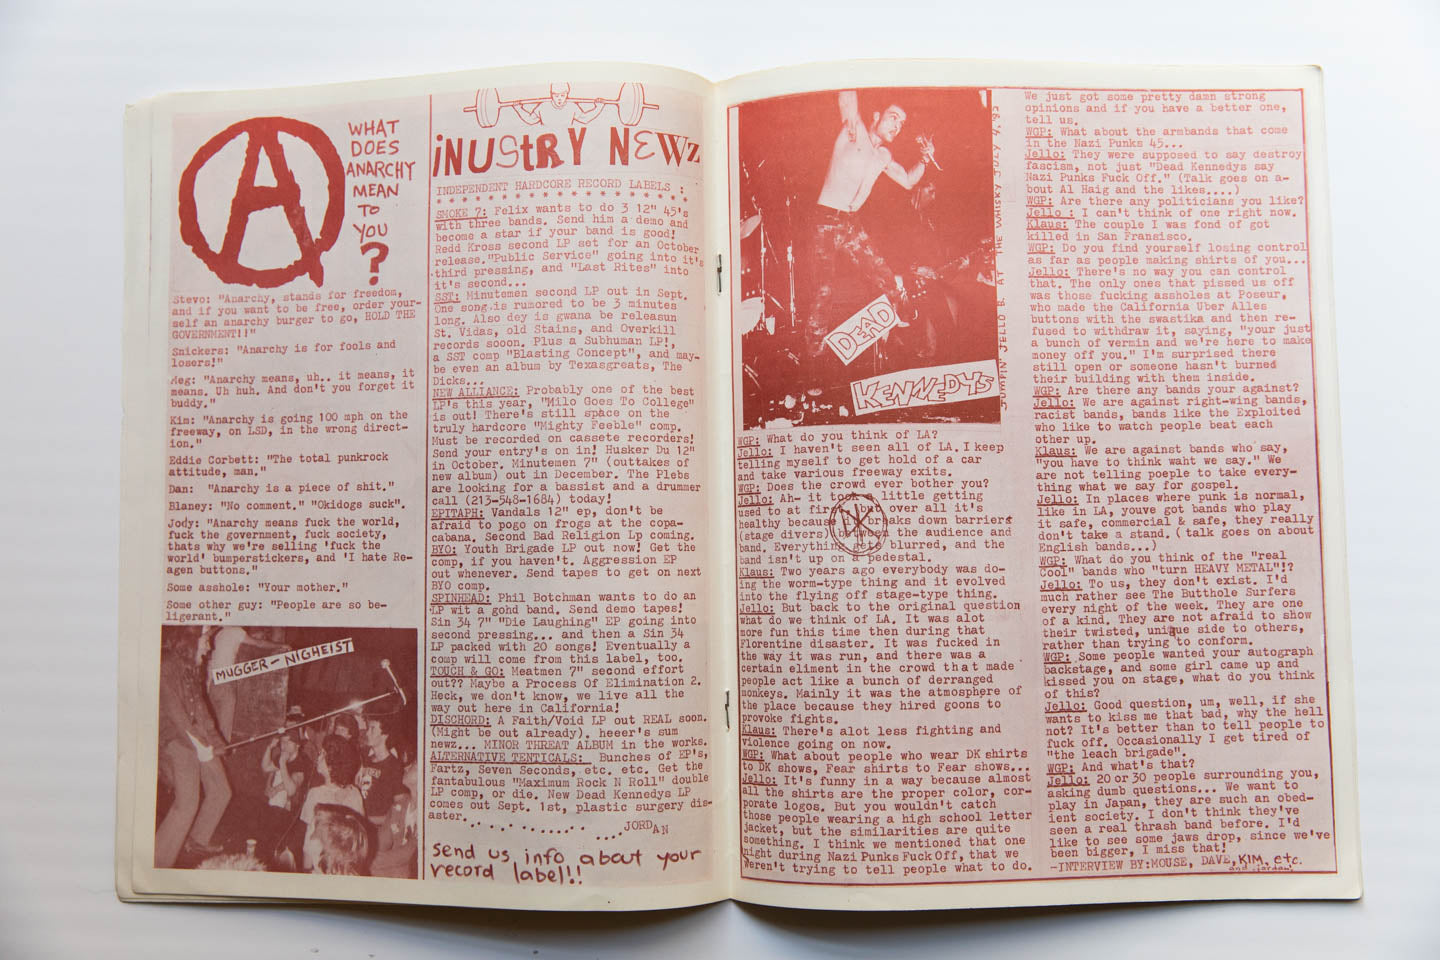 WHAT
DOES
ANARCHY
MEAN
TO
YOU
?
Stevo: "Anarchy, stands for freedom,
and if you want to be free, order your-
self an anarchy burger to go, HOLD THE
GOVERNMENT!!"
Snickers: "Anarchy is for fools and
losers!"
Meg: "Anarchy means, uh.. it means, it
means. Uh huh. And don't you forget it
buddy."
Kim: "Anarchy is going 100 mph on the
freeway, on LSD, in the wrong direct-
ion."
Eddie Corbett: "The total punkrock
attitude, man."
Dan: "Anarchy is a piece of shit."
Blaney: "No comment." "Okidogs suck".
Jody: "Anarchy means fuck the world,
fuck the government, fuck society,
thats why we're selling 'fuck the
world' bumperstickers, and 'I hate Re-
agen buttons."
Some asshole: "Your mother."
Some other guy: "People are so be-
ligerant."
MUGGER - NIGHEIST
iNUStRY NEWz
INDEPENDENT HARDCORE RECORD LABELS :
* * * * * * * * * * * * * * * * * *
SMOKE 7: Felix wants to do 3 12" 45's
with three bands. Send him a demo and
become a star if your band is good!
Redd Kross second LP set for an October
release."Public Service" going into it's
third pressing, and "Last Rites" into
it's second...
SST: Minutemen second LP out in Sept.
One song.is rumored to be 3 minutes
long. Also dey is gwana be releasun
St. Vidas, old Stains, and Overkill
records sooon. Plus a Subhuman LP!,
a SST comp "Blasting Concept", and may-
be even an album by Texasgreats, The
Dicks...
NEW ALLIANCE: Probably one of the best
LP's this year, "Milo Goes To College"
is out! There's still space on the
truly hardcore "Mighty Feeble" comp.
Must be recorded on cassete recorders!
Send your entry's on in! Husker Du 12"
in October. Minutemen 7" (outtakes of
new album) out in December. The Plebs
are looking for a bassist and a drummer
call (213-548-1684) today!
EPITAPH: Vandals 12" ep, don't be
afraid to pogo on frogs at the copa-
cabana. Second Bad Religion Lp coming.
BYO: Youth Brigade LP out now! Get the
comp, if you haven't. Aggression EP
out whenever. Send tapes to get on next
BYO comp.
SPINHEAD: Phil Botchman wants to do an
LP wit a gohd band. Send demo tapes!
Sin 34 7" "Die Laughing" EP going into
second pressing... and then a Sin 34
LP packed with 20 songs! Eventually a
comp will come from this label, too.
TOUCH & GO: Meatmen 7" second effort
out?? Maybe a Process Of Elimination 2.
Heck, we don't know, we live all the
way out here in California!
DISCHORD: A Faith/Void LP out REAL soon.
(Might be out already). heeer's sum
newz... MINOR THREAT ALBUM in the works.
ALTERNATIVE TENTICALS: Bunches of EP's,
Fartz, Seven Seconds, etc. etc. Get the
fantabulous "Maximum Rock N Roll" double
LP comp, or die. New Dead Kennedys LP
comes out Sept. 1st, plastic surgery dis-
aster.................JORDAN
send us info about your
record label!!
DEAD
KENNEDYS
JUMPIN' JELLO B. AT THE WHISKY JULY 4,
WGP: What do you think of LA?
Jello: I haven't seen all of LA. I keep
telling myself to get hold of a car
and take various freeway exits.
WGP: Does the crowd ever bother you?
Jello: Ah- it took a little getting
used to at first, but over all it's
healthy because it breaks down barriers
(stage divers) between the audience and
band. Everything gets blurred, and the
band isn't up on a pedestal.
DK
Klaus: Two years ago everybody was do-
ing the worm-type thing and it evolved
into the flying off stage-type thing.
Jello: But back to the original question
what do we think of LA. It was alot
more fun this time then during that
Florentine disaster. It was fucked in
the way it was run, and there was a
certain eliment in the crowd that made
people act like a bunch of derranged
monkeys. Mainly it was the atmosphere of
the place because they hired goons to
provoke fights.
Klaus: There's alot less fighting and
violence going on now.
WGP: What about people who wear DK shirts
to DK shows, Fear shirts to Fear shows...
Jello: It's funny in a way because almost
all the shirts are the proper color, cor-
porate logos. But you wouldn't catch
those people wearing a high school letter
jacket, but the similarities are quite
something. I think we mentioned that one
night during Nazi Punks Fuck Off, that we
Weren't trying to tell people what to do.
We just got some pretty damn strong
opinions and if you have a better one,
tell us.
WGP: What about the armbands that come
in the Nazi Punks 45...
Jello: They were supposed to say destroy
fascism, not just "Dead Kennedys say
Nazi Punks Fuck Off." (Talk goes on a-
bout Al Haig and the likes....)
WGP: Are there any politicians you like?
Jello : I can't think of one right now.
Klaus: The couple I was fond of got
killed in San Fransisco.
WGP: Do you find yourself losing control
as far as people making shirts of you...
Jello: There's no way you can control
that. The only ones that pissed us off
was those fucking assholes at Poseur,
who made the California Uber Alles
buttons with the swastika and then re-
fused to withdraw it, saying, "your just
a bunch of vermin and we're here to make
money off you." I'm surprised there
still open or someone hasn't burned
their building with them inside.
WGP: Are there any bands your against?
Jello: We are against right-wing bands,
racist bands, bands like the Exploited
who like to watch people beat each
other up.
Klaus: We are against bands who say,
"you have to think waht we say." We
are not telling poeple to take every-
thing what we say for gospel.
Jello: In places where punk is normal,
like in LA, youve got bands who play
it safe, commercial & safe, they really
don't take a stand. (talk goes on about
English bands...)
WGP: What do you think of the "real
Cool" bands who "turn HEAVY METAL"!?
Jello: To us, they don't exist. I'd
much rather see The Butthole Surfers
every night of the week. They are one
of a kind. They are not afraid to show
their twisted, unique side to others,
rather than trying to conform.
WGP: Some people wanted your autograph
backstage, and some girl came up and
kissed you on stage, what do you think
of this?
Jello: Good question, um, well, if she
wants to kiss me that bad, why the hell
not? It's better than to tell people to
fuck off. Occasionally I get tired of
"the leach brigade".
WGP: And what's that?
Jello: 20 or 30 people surrounding you,
asking dumb questions... We want to
play in Japan, they are such an obed-
ient society. I don't think they've
seen a real thrash band before. I'd
like to see some jaws drop, since we've
been bigger, I miss that!
-INTERVIEW BY:MOUSE, DAVE, KIM, etc.
and jordan